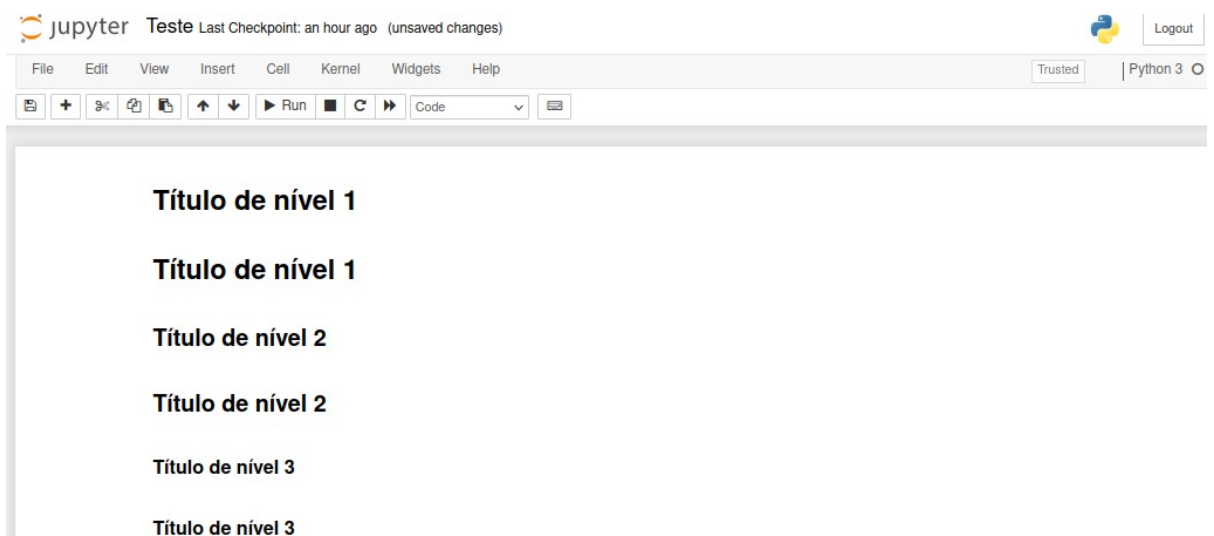 jupyter Teste Last Checkpoint: an hour ago (unsaved changes) Logout
File Edit View Insert Cell Kernel Widgets Help Trusted Python 3
Run Code
Título de nível 1
Título de nível 1
Título de nível 2
Título de nível 2
Título de nível 3
Título de nível 3